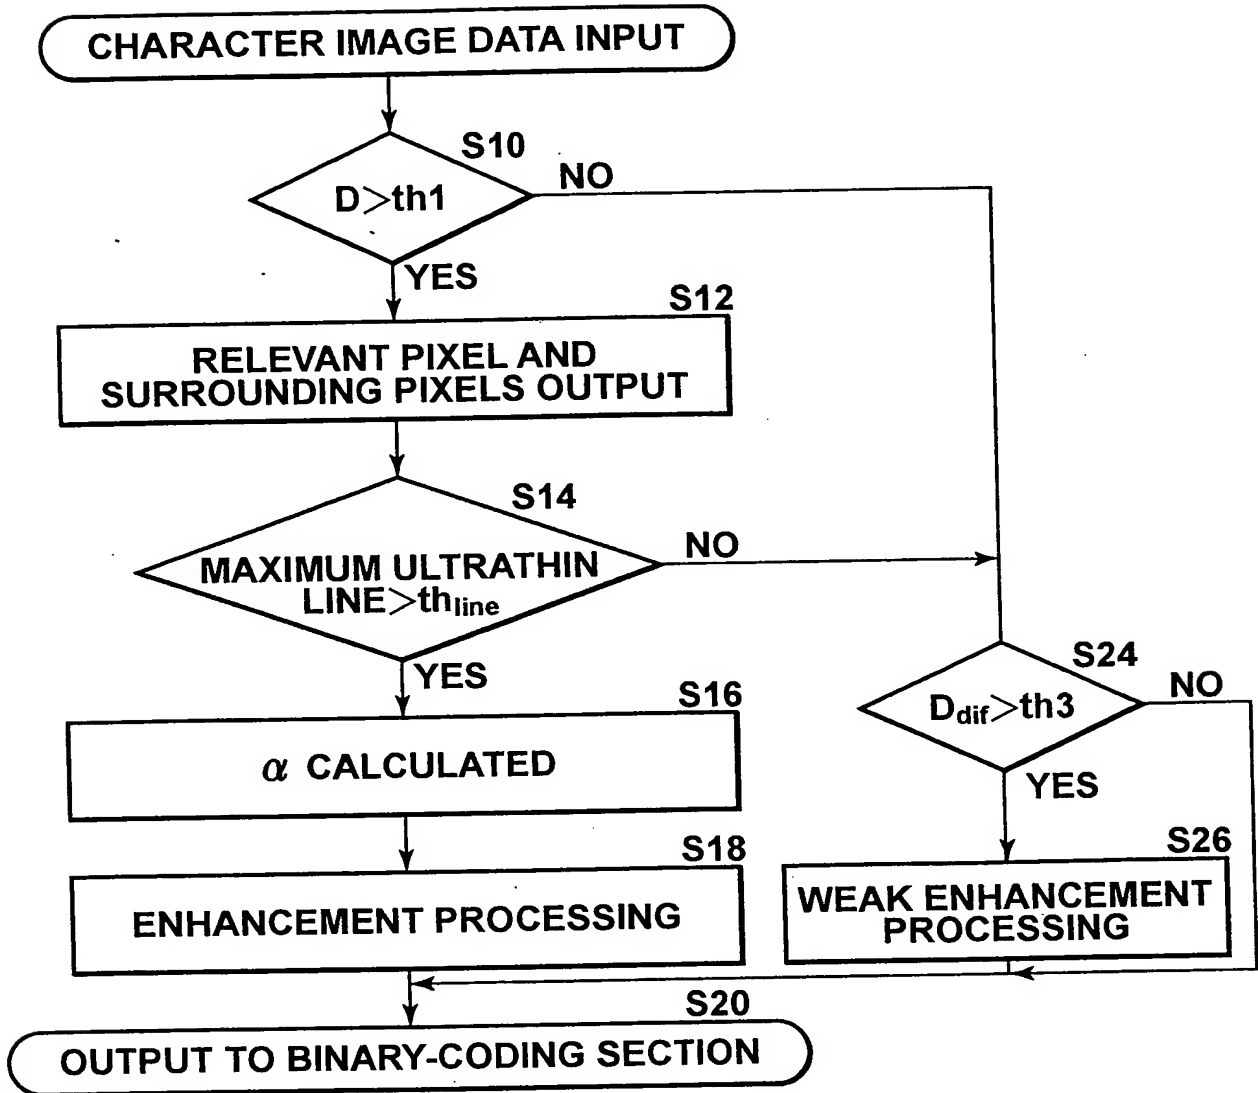 CHARACTER IMAGE DATA INPUT
S10
D>th1
NO
YES
S12
RELEVANT PIXEL AND
SURROUNDING PIXELS OUTPUT
S14
MAXIMUM ULTRATHIN
LINE>thline
NO
YES
S16
α CALCULATED
S18
ENHANCEMENT PROCESSING
S24
Ddif>th3
NO
YES
S26
WEAK ENHANCEMENT
PROCESSING
S20
OUTPUT TO BINARY-CODING SECTION